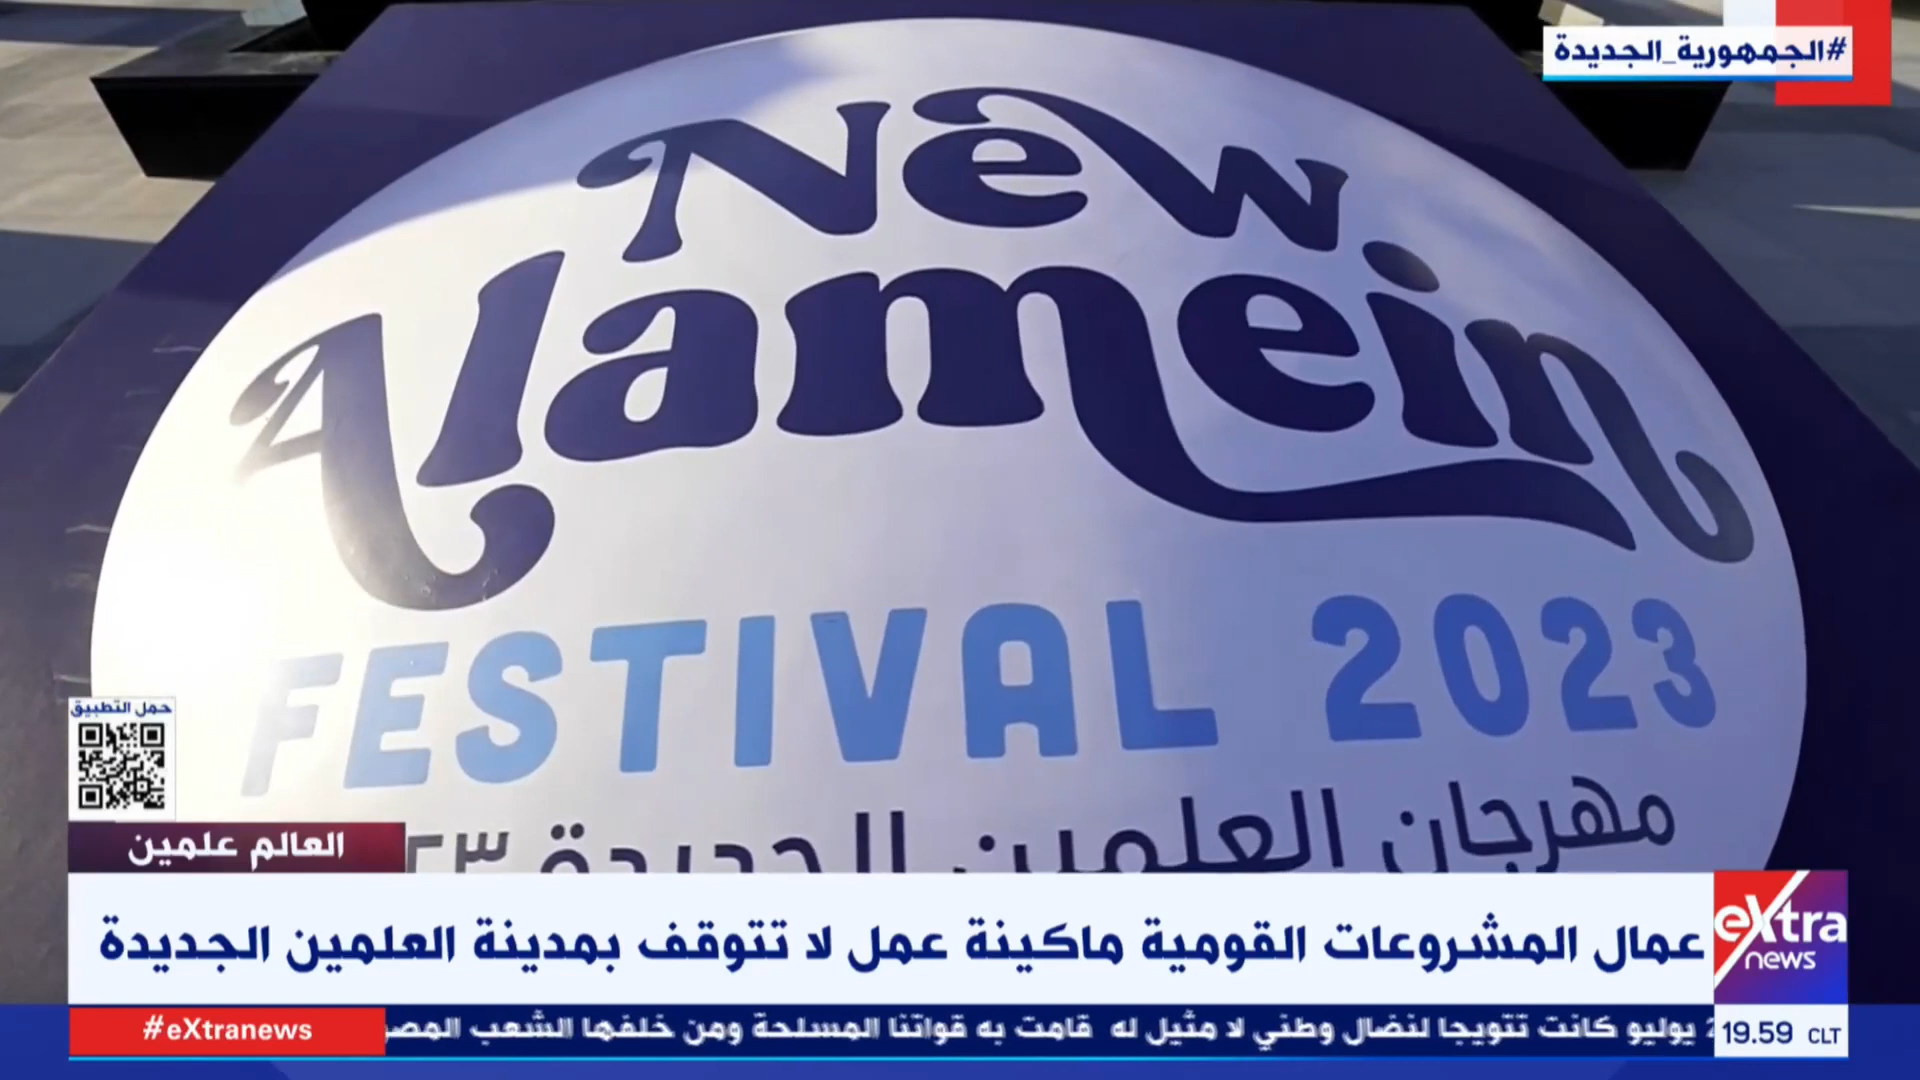 #الجمهورية_الجديدة
New
Alamein
FESTIVAL 2023
مهرجان العلمين الجديدة
حمل التطبيق
العالم علمين
عمال المشروعات القومية ماكينة عمل لا تتوقف بمدينة العلمين الجديدة
eXtra
news
#eXtranews
يوليو كانت تتويجا لنضال وطني لا مثيل له قامت به قواتنا المسلحة ومن خلفها الشعب
19.59 CLT